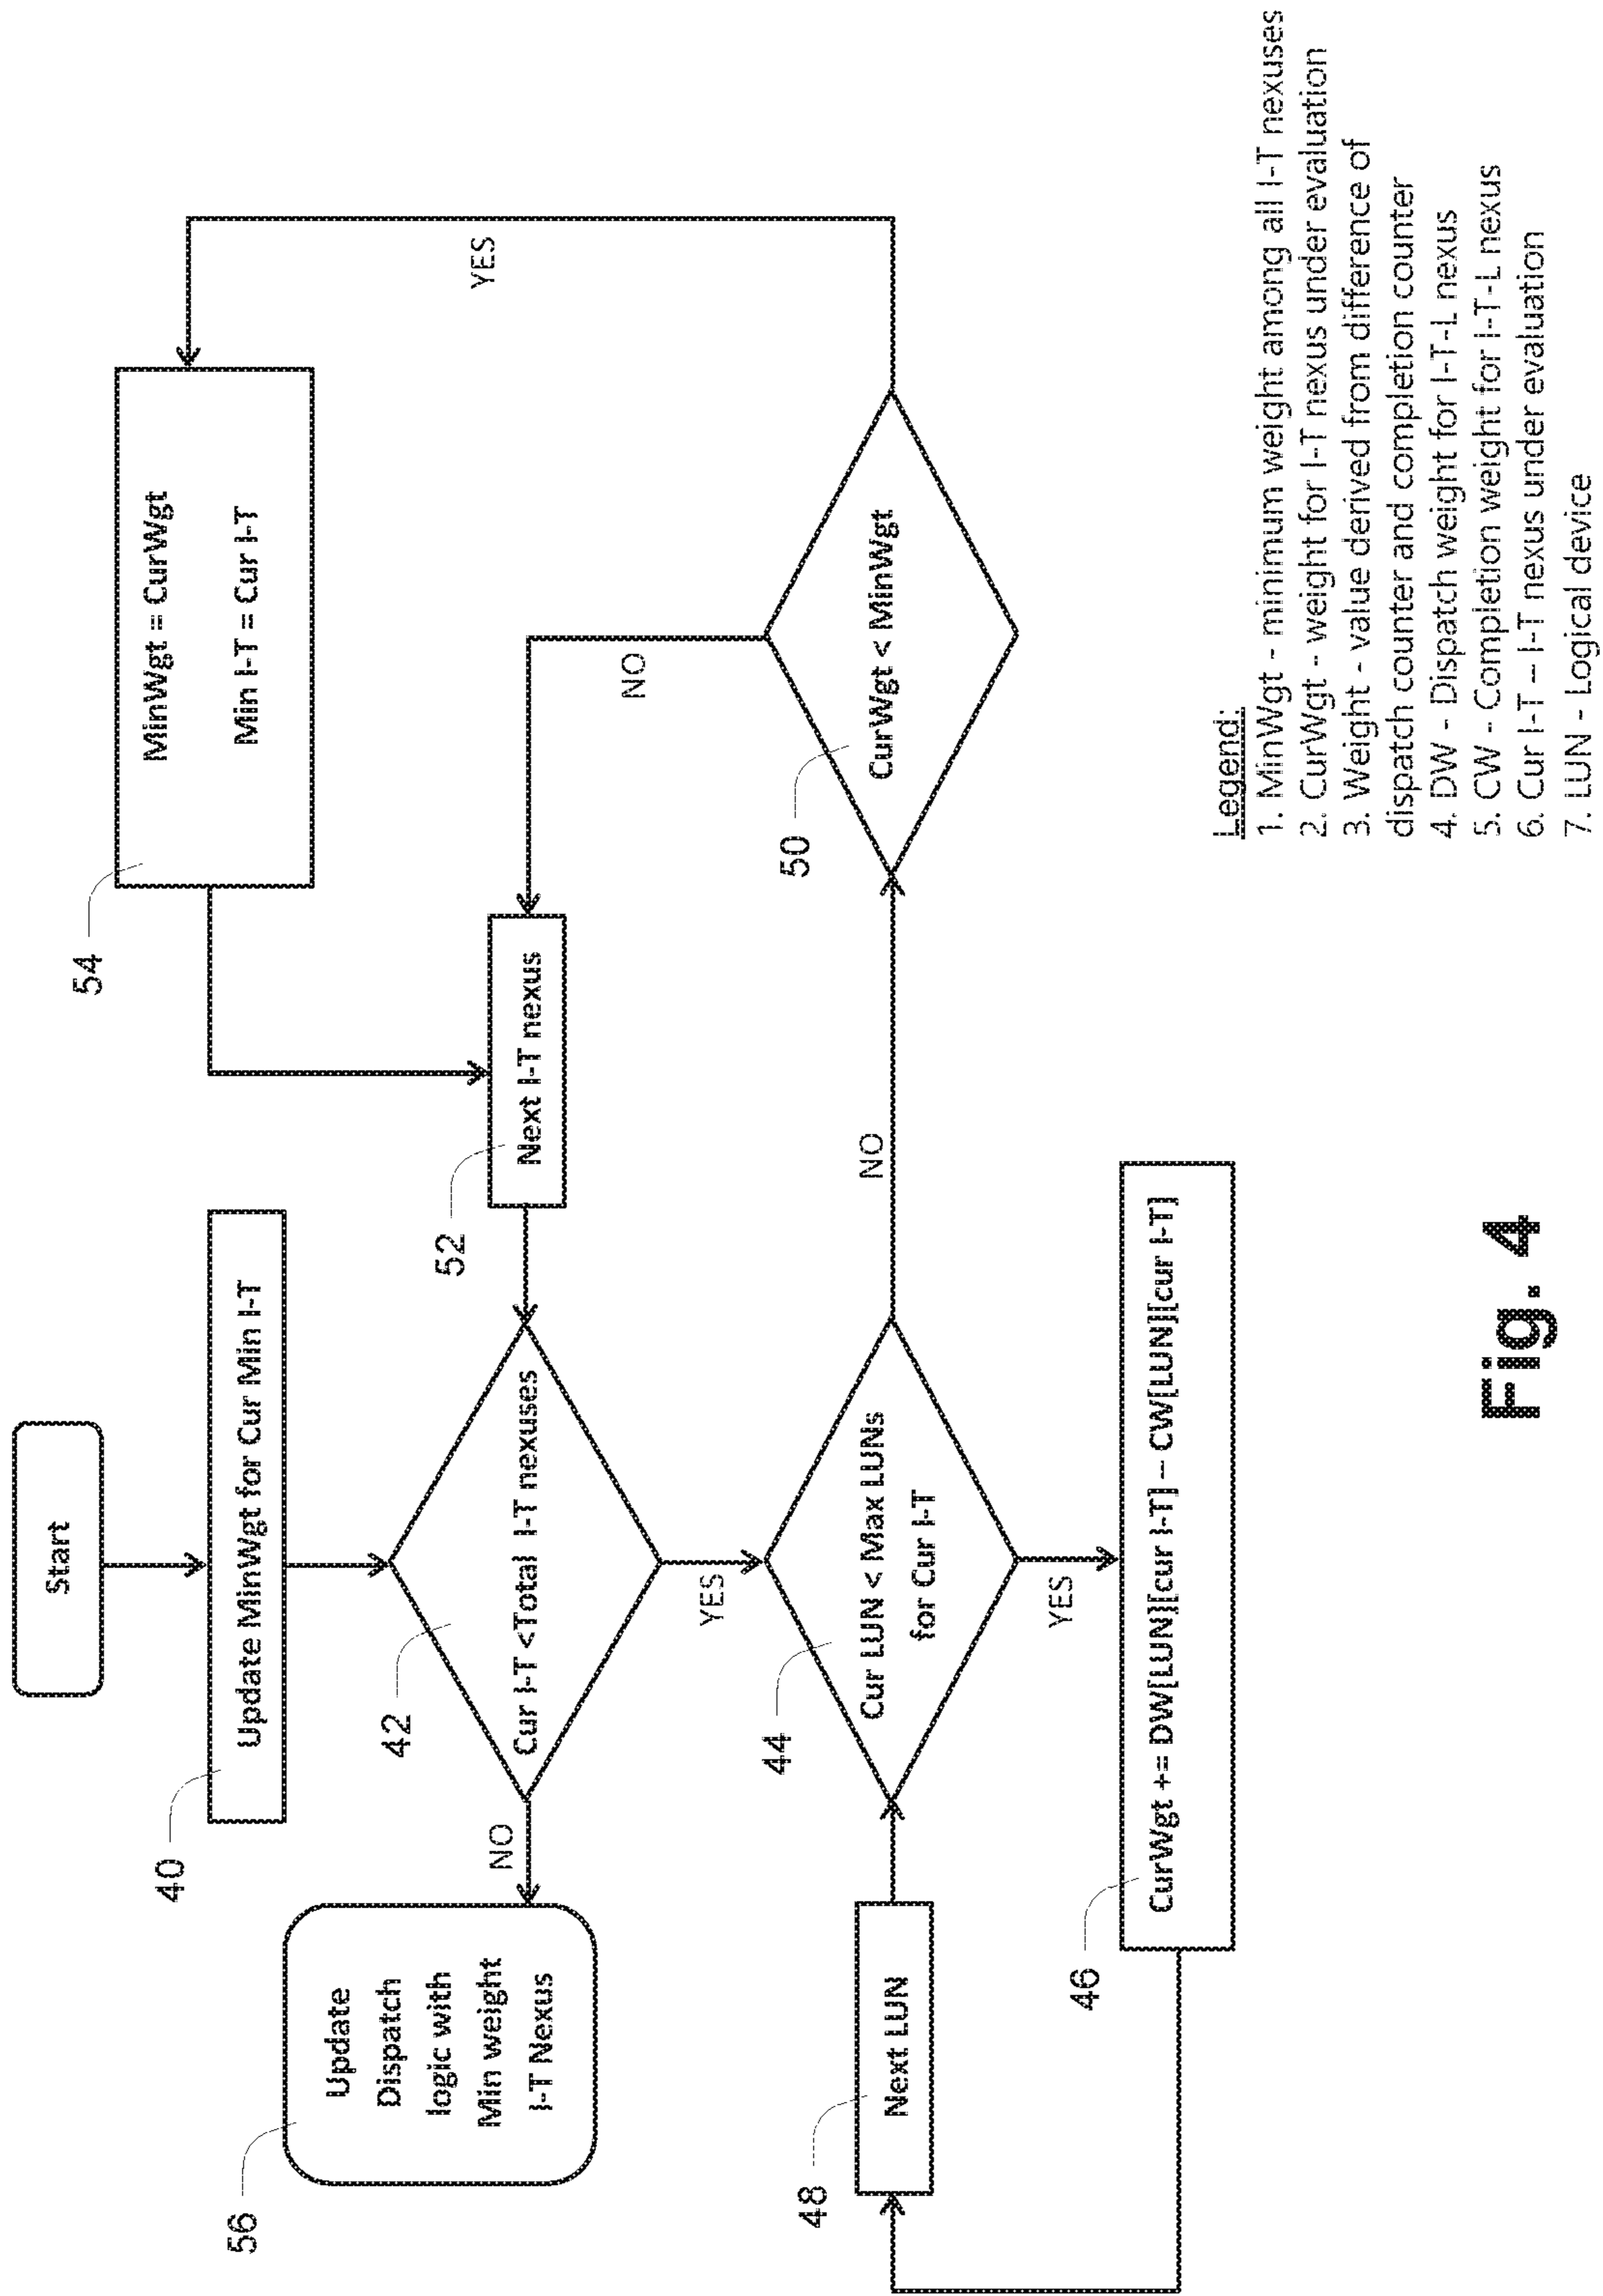 Start
40
Update MinWgt for Cur Min I-T
42
Cur I-T <Total I-T nexuses
NO
YES
56
Update
Dispatch
logic with
Min weight
I-T Nexus
52
Next I-T nexus
54
MinWgt = CurWgt
Min I-T = Cur I-T
YES
NO
44
Cur LUN < Max LUNs
for Cur I-T
NO
YES
48
Next LUN
50
CurWgt < MinWgt
46
CurWgt += DW[LUN][cur I-T] – CW[LUN][cur I-T]
Legend:
1. MinWgt - minimum weight among all I-T nexuses
2. CurWgt - weight for I-T nexus under evaluation
3. Weight - value derived from difference of
dispatch counter and completion counter
4. DW - Dispatch weight for I-T-L nexus
5. CW - Completion weight for I-T-L nexus
6. Cur I-T – I-T nexus under evaluation
7. LUN - Logical device
Fig. 4